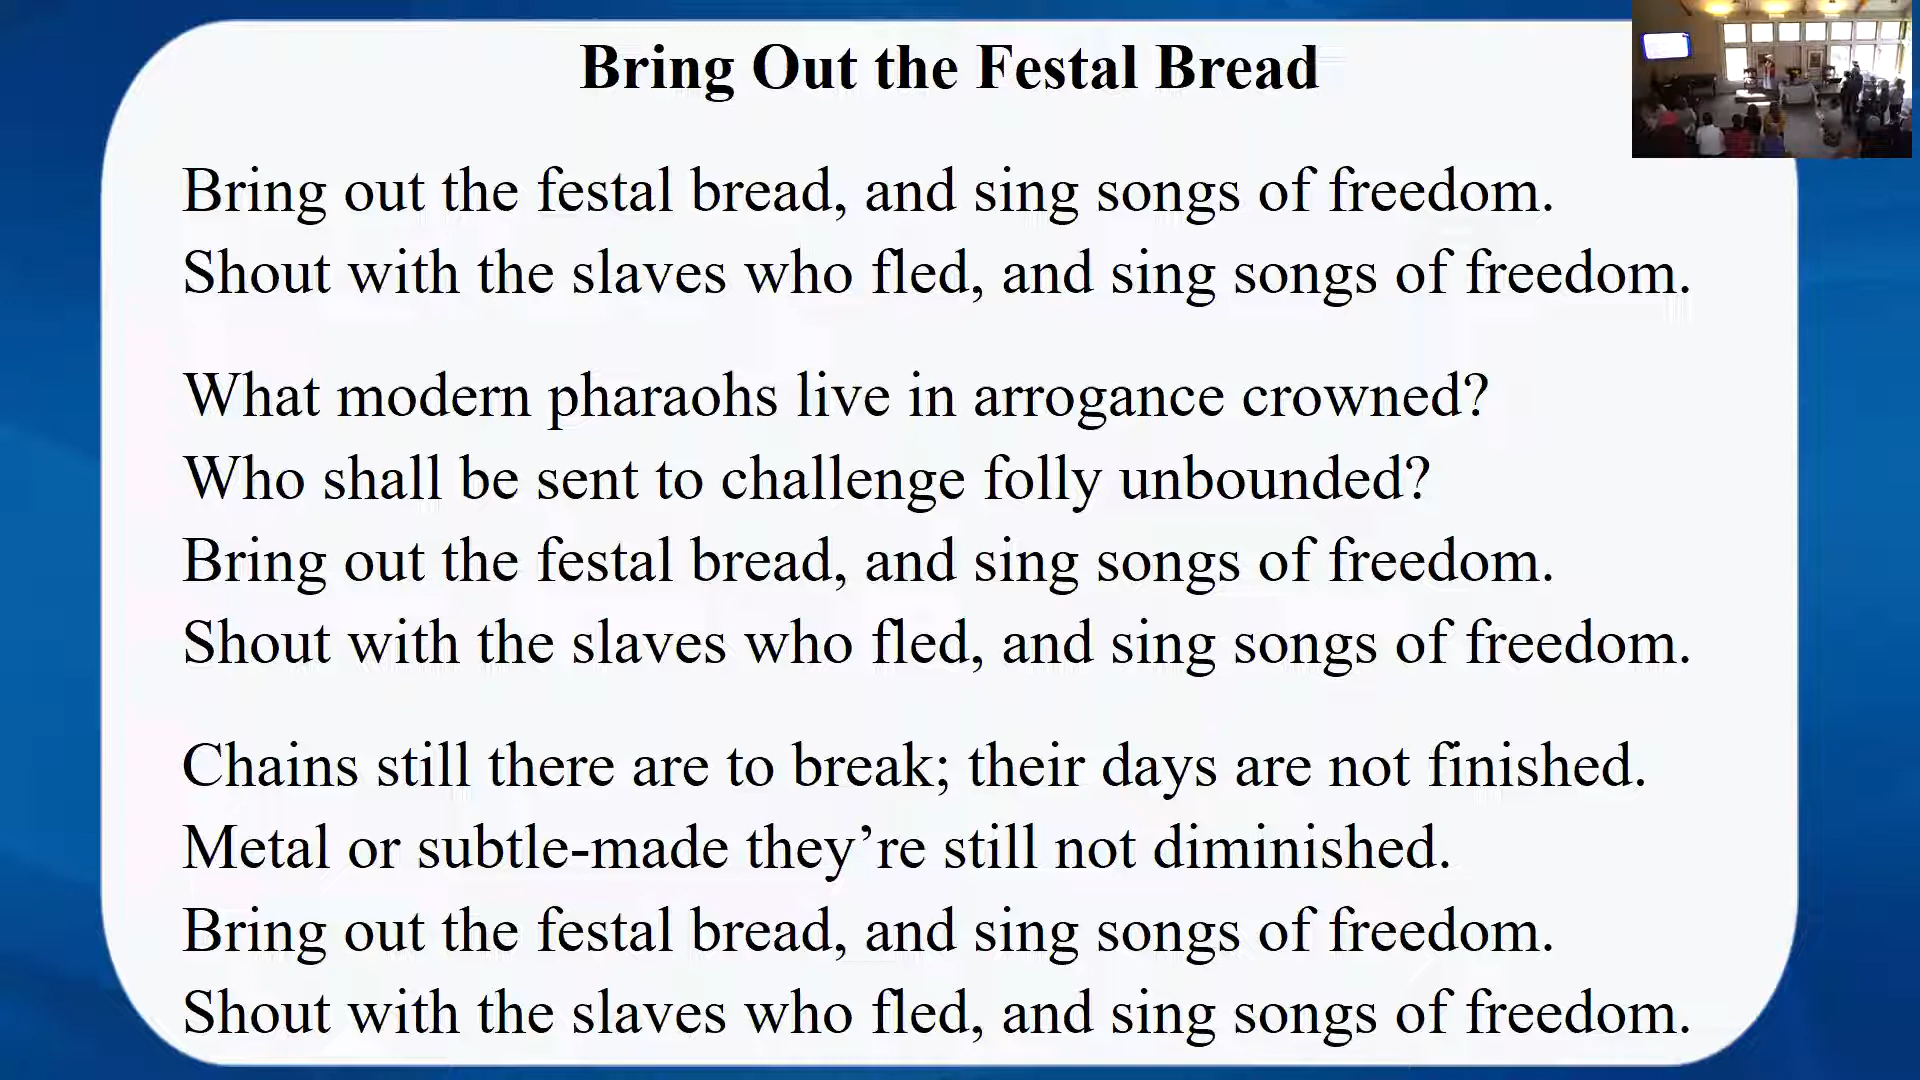 Bring Out the Festal Bread
Bring out the festal bread, and sing songs of freedom.
Shout with the slaves who fled, and sing songs of freedom.
What modern pharaohs live in arrogance crowned?
Who shall be sent to challenge folly unbounded?
Bring out the festal bread, and sing songs of freedom.
Shout with the slaves who fled, and sing songs of freedom.
Chains still there are to break; their days are not finished.
Metal or subtle-made they’re still not diminished.
Bring out the festal bread, and sing songs of freedom.
Shout with the slaves who fled, and sing songs of freedom.